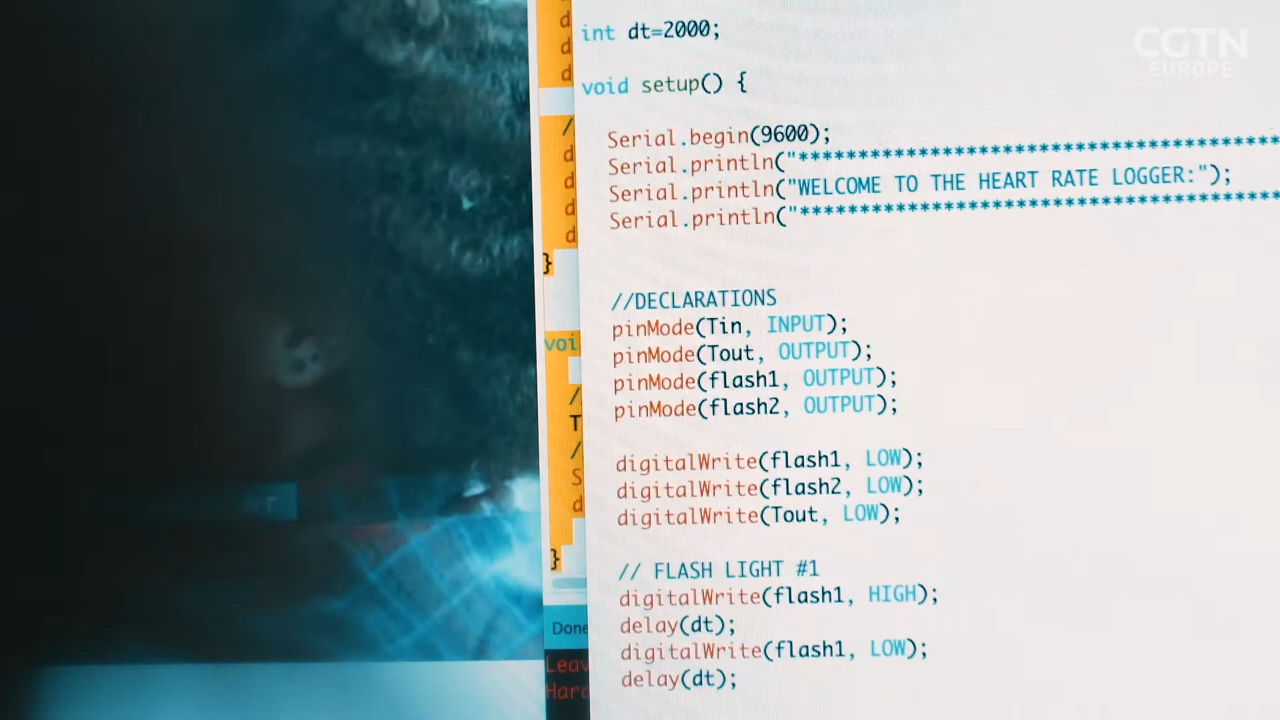 CGTN
EUROPE
int dt=2000;
void setup() {
Serial.begin(9600);
Serial.println("****************************************
Serial.println("WELCOME TO THE HEART RATE LOGGER:");
Serial.println("****************************************
//DECLARATIONS
pinMode(Tin, INPUT);
pinMode(Tout, OUTPUT);
pinMode(flash1, OUTPUT);
pinMode(flash2, OUTPUT);
digitalWrite(flash1, LOW);
digitalWrite(flash2, LOW);
digitalWrite(Tout, LOW);
// FLASH LIGHT #1
digitalWrite(flash1, HIGH);
delay(dt);
digitalWrite(flash1, LOW);
delay(dt);
d
d
d
/
d
d
d
d
}
voi
/
T
/
S
d
}
Done
Leav
Hard